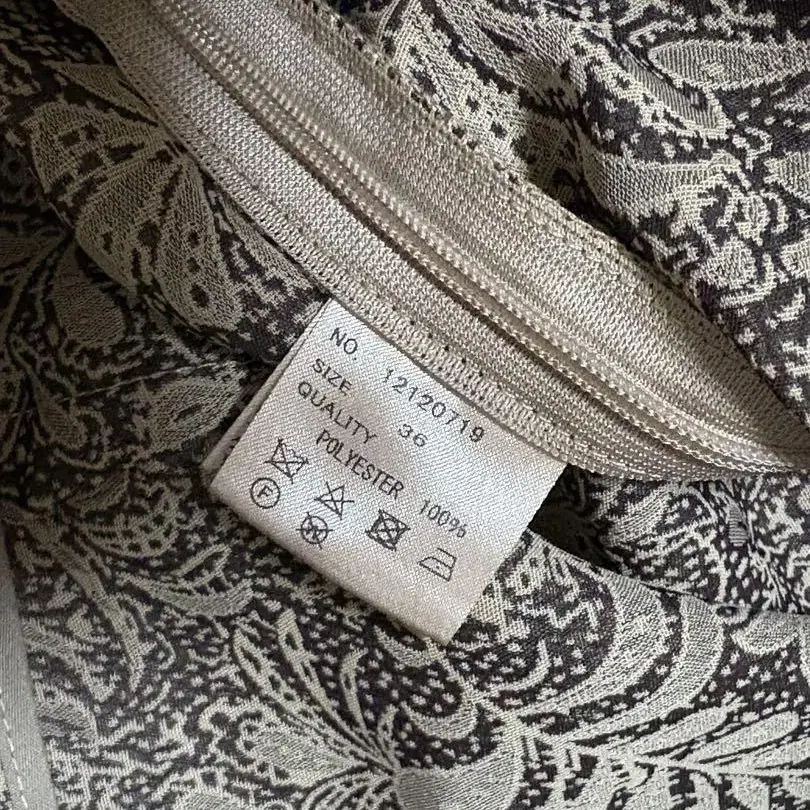 NO. 12120719
SIZE 36
QUALITY
POLYESTER 100%
F